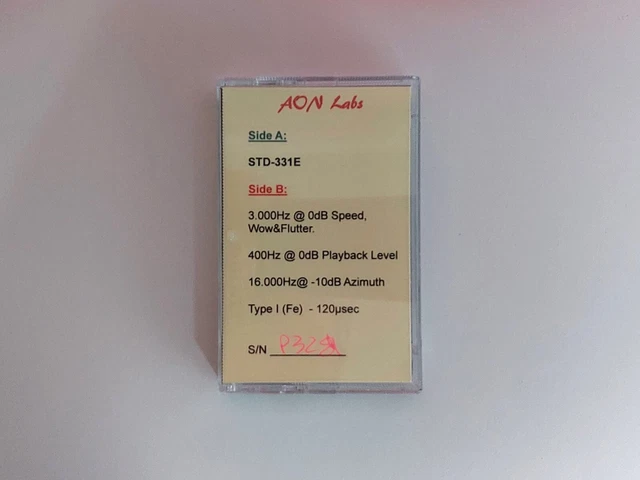 AON Labs
Side A:
STD-331E
Side B:
3.000Hz @ 0dB Speed,
Wow&Flutter.
400Hz @ 0dB Playback Level
16.000Hz@ -10dB Azimuth
Type I (Fe)  - 120µsec
S/N